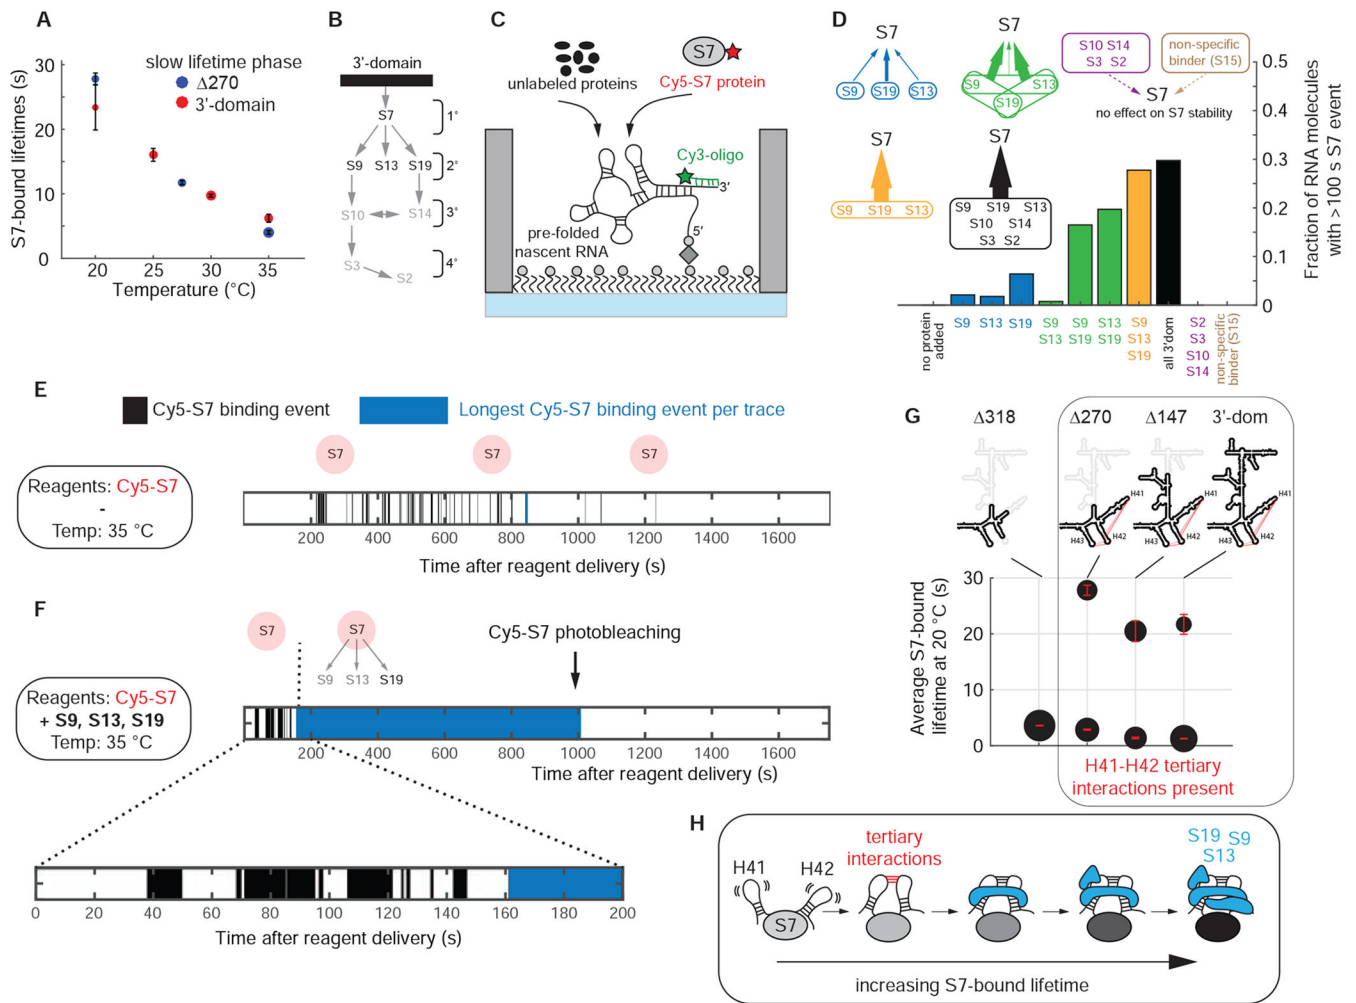 A
S7-bound lifetimes (s)
30
20
10
0
slow lifetime phase
Δ270
3'-domain
20 25 30 35
Temperature (°C)
B
3'-domain
S7
1°
S9 S13 S19
2°
S10 S14
3°
S3
S2
4°
C
unlabeled proteins
S7
Cy5-S7 protein
Cy3-oligo
3′
5′
pre-folded
nascent RNA
D
S7
S9 S19 S13
S7
S9 S13
S19
S10 S14
S3 S2
non-specific
binder (S15)
S7
no effect on S7 stability
S7
S9 S19 S13
S7
S9 S19 S13
S10 S14
S3 S2
0.5
0.4
0.3
0.2
0.1
0
Fraction of RNA molecules
with >100 s S7 event
no protein
added
S9
S13
S19
S9
S13
S9
S19
S13
S19
S9
S13
S19
all 3'dom
S2
S3
S10
S14
non-specific
binder (S15)
E
Cy5-S7 binding event
Longest Cy5-S7 binding event per trace
S7 S7 S7
Reagents: Cy5-S7
-
Temp: 35 °C
200 400 600 800 1000 1200 1400 1600
Time after reagent delivery (s)
F
S7
S7
S9 S13 S19
Cy5-S7 photobleaching
Reagents: Cy5-S7
+ S9, S13, S19
Temp: 35 °C
200 400 600 800 1000 1200 1400 1600
Time after reagent delivery (s)
0 20 40 60 80 100 120 140 160 180 200
Time after reagent delivery (s)
G
Δ318 Δ270 Δ147 3'-dom
H41 H41 H41
H43 H42 H43 H42 H43 H42
Average S7-bound
lifetime at 20 °C (s)
30
20
10
0
H41-H42 tertiary
interactions present
H
H41 H42
S7
tertiary
interactions
S19 S9
S13
increasing S7-bound lifetime